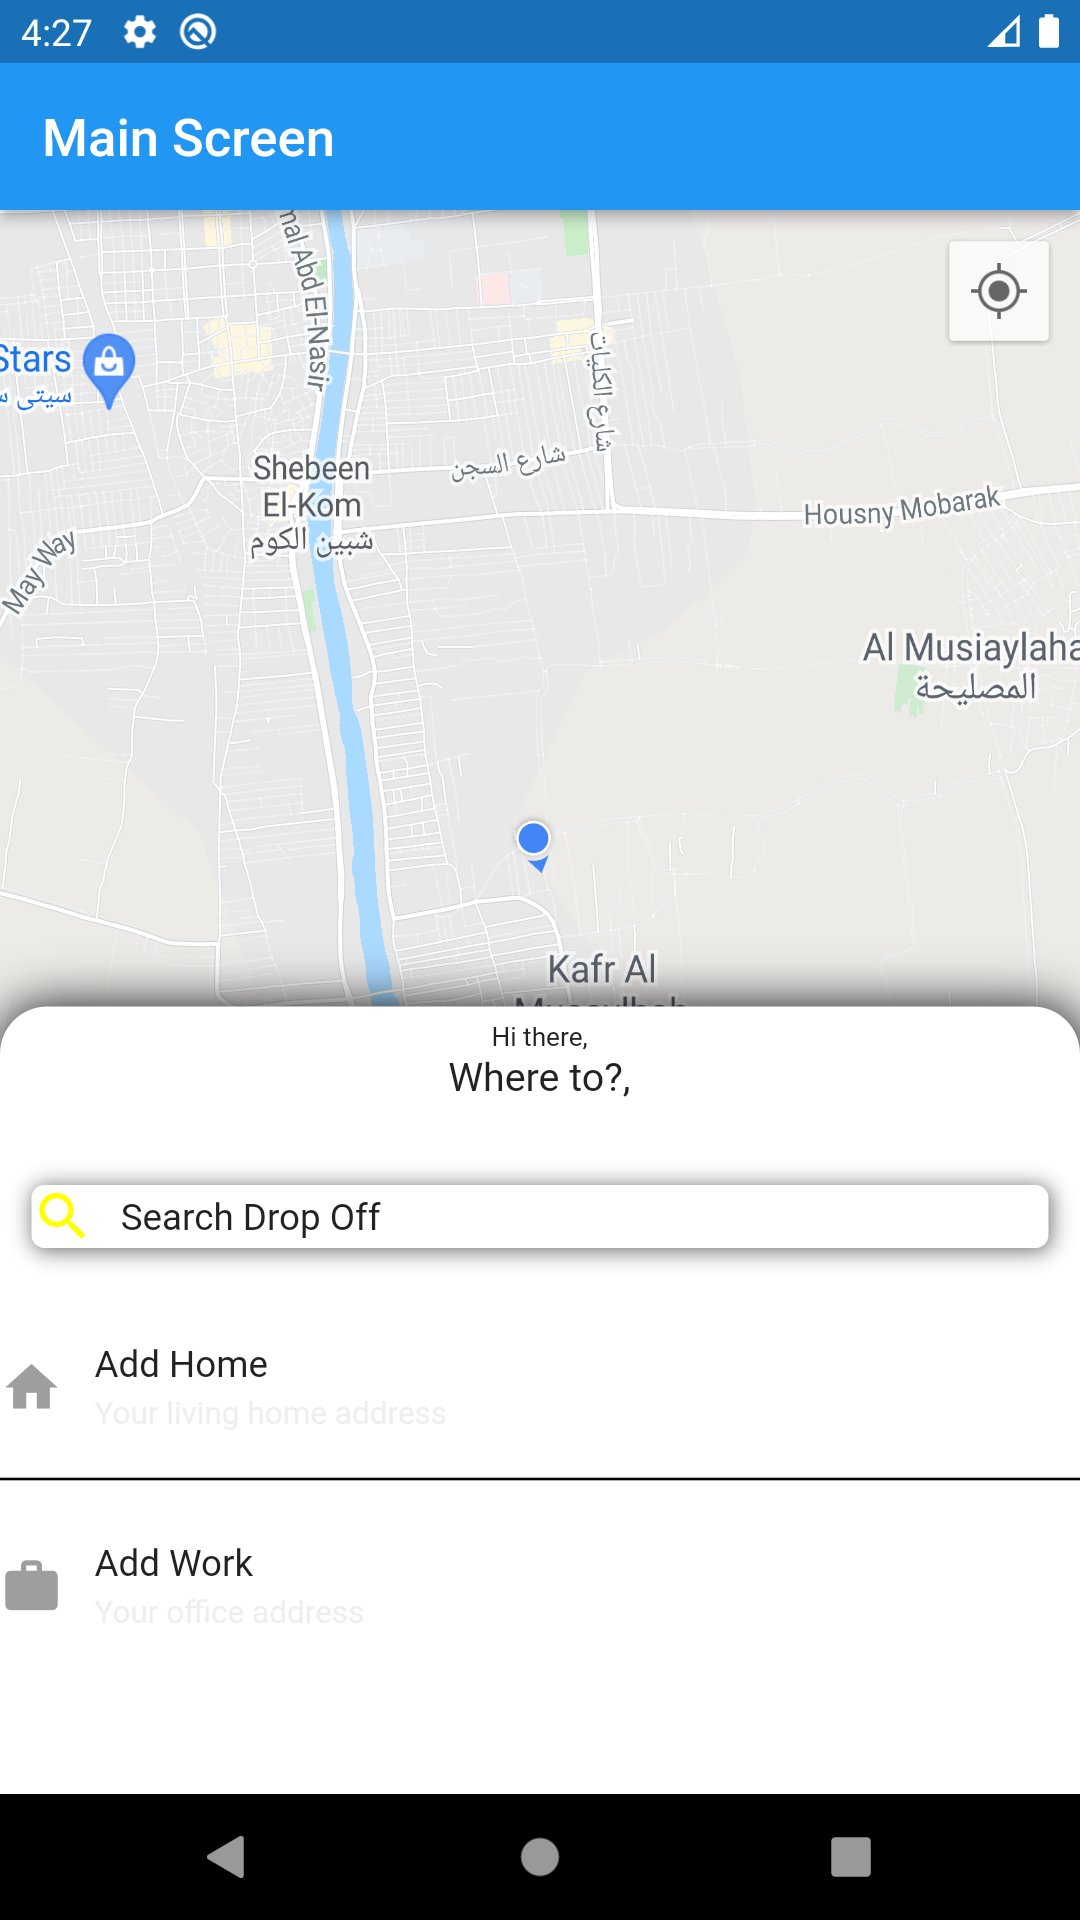 4:27
Main Screen
mal Abd El-Nasir
Stars
سيتى س
شارع الكليات
Shebeen
El-Kom
شبين الكوم
شارع السجن
Housny Mobarak
May Way
Al Musiaylaha
المصليحة
Kafr Al
Hi there,
Where to?,
Search Drop Off
Add Home
Your living home address
Add Work
Your office address